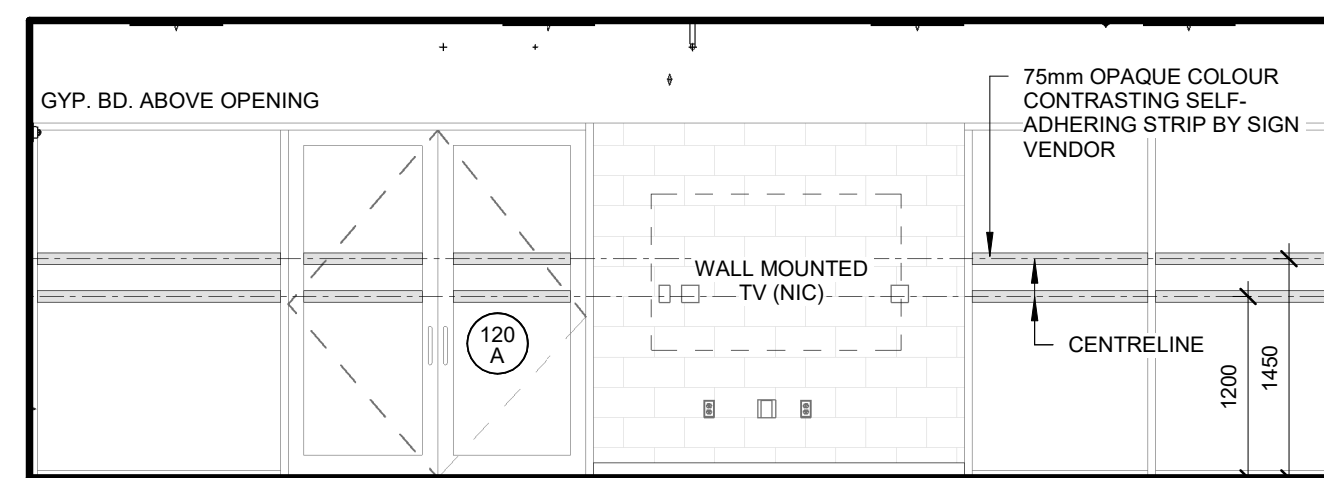 GYP. BD. ABOVE OPENING
75mm OPAQUE COLOUR
CONTRASTING SELF-
ADHERING STRIP BY SIGN
VENDOR
WALL MOUNTED
TV (NIC)
120
A
CENTRELINE
1200
1450